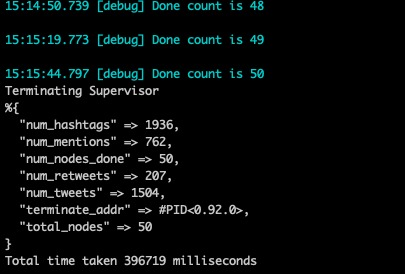 15:14:50.739 [debug] Done count is 48
15:15:19.773 [debug] Done count is 49
15:15:44.797 [debug] Done count is 50
Terminating Supervisor
%{
  "num_hashtags" => 1936,
  "num_mentions" => 762,
  "num_nodes_done" => 50,
  "num_retweets" => 207,
  "num_tweets" => 1504,
  "terminate_addr" => #PID<0.92.0>,
  "total_nodes" => 50
}
Total time taken 396719 milliseconds